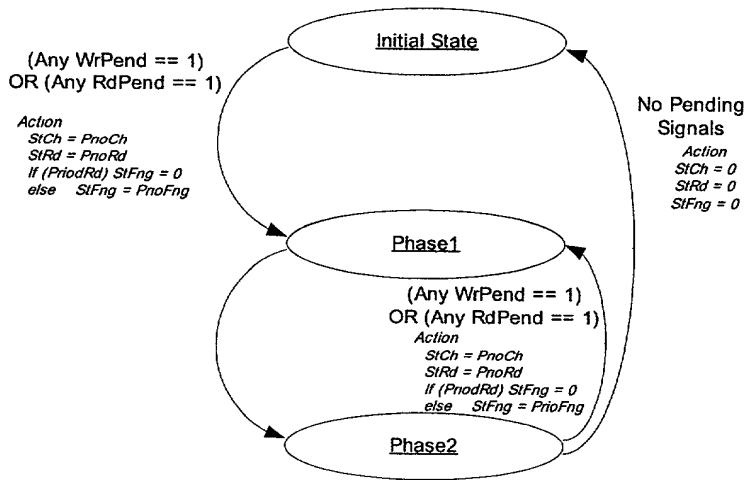 Initial State
(Any WrPend == 1)
OR (Any RdPend == 1)
Action
StCh = PnoCh
StRd = PnoRd
If (PriodRd) StFng = 0
else StFng = PnoFng
No Pending
Signals
Action
StCh = 0
StRd = 0
StFng = 0
Phase1
(Any WrPend == 1)
OR (Any RdPend == 1)
Action
StCh = PnoCh
StRd = PnoRd
If (PnodRd) StFng = 0
else StFng = PrioFng
Phase2